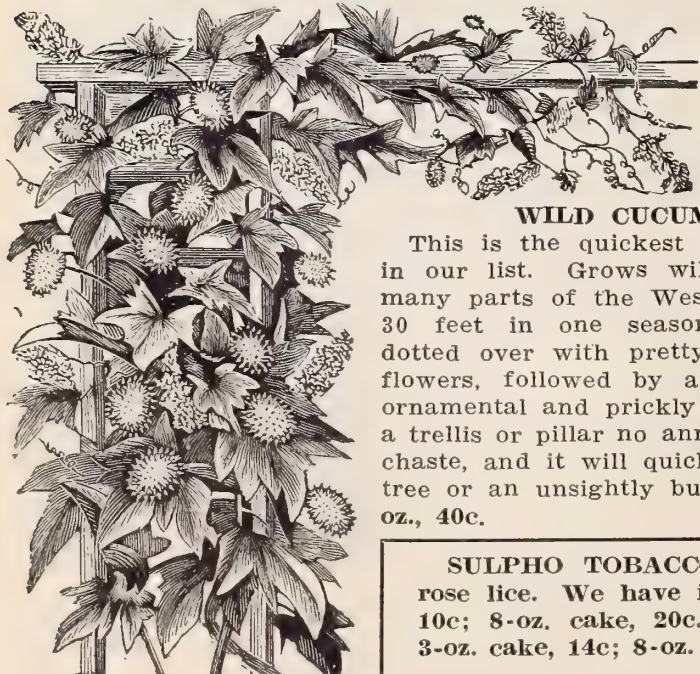 WILD CUCUM
This is the quickest
in our list. Grows wil
many parts of the Wes
30 feet in one season
dotted over with pretty
flowers, followed by a
ornamental and prickly
a trellis or pillar no ann
chaste, and it will quick
tree or an unsightly bu
oz., 40c.
SULPHO TOBACC
rose lice. We have i
10c; 8-oz. cake, 20c.
3-oz. cake, 14c; 8-oz.